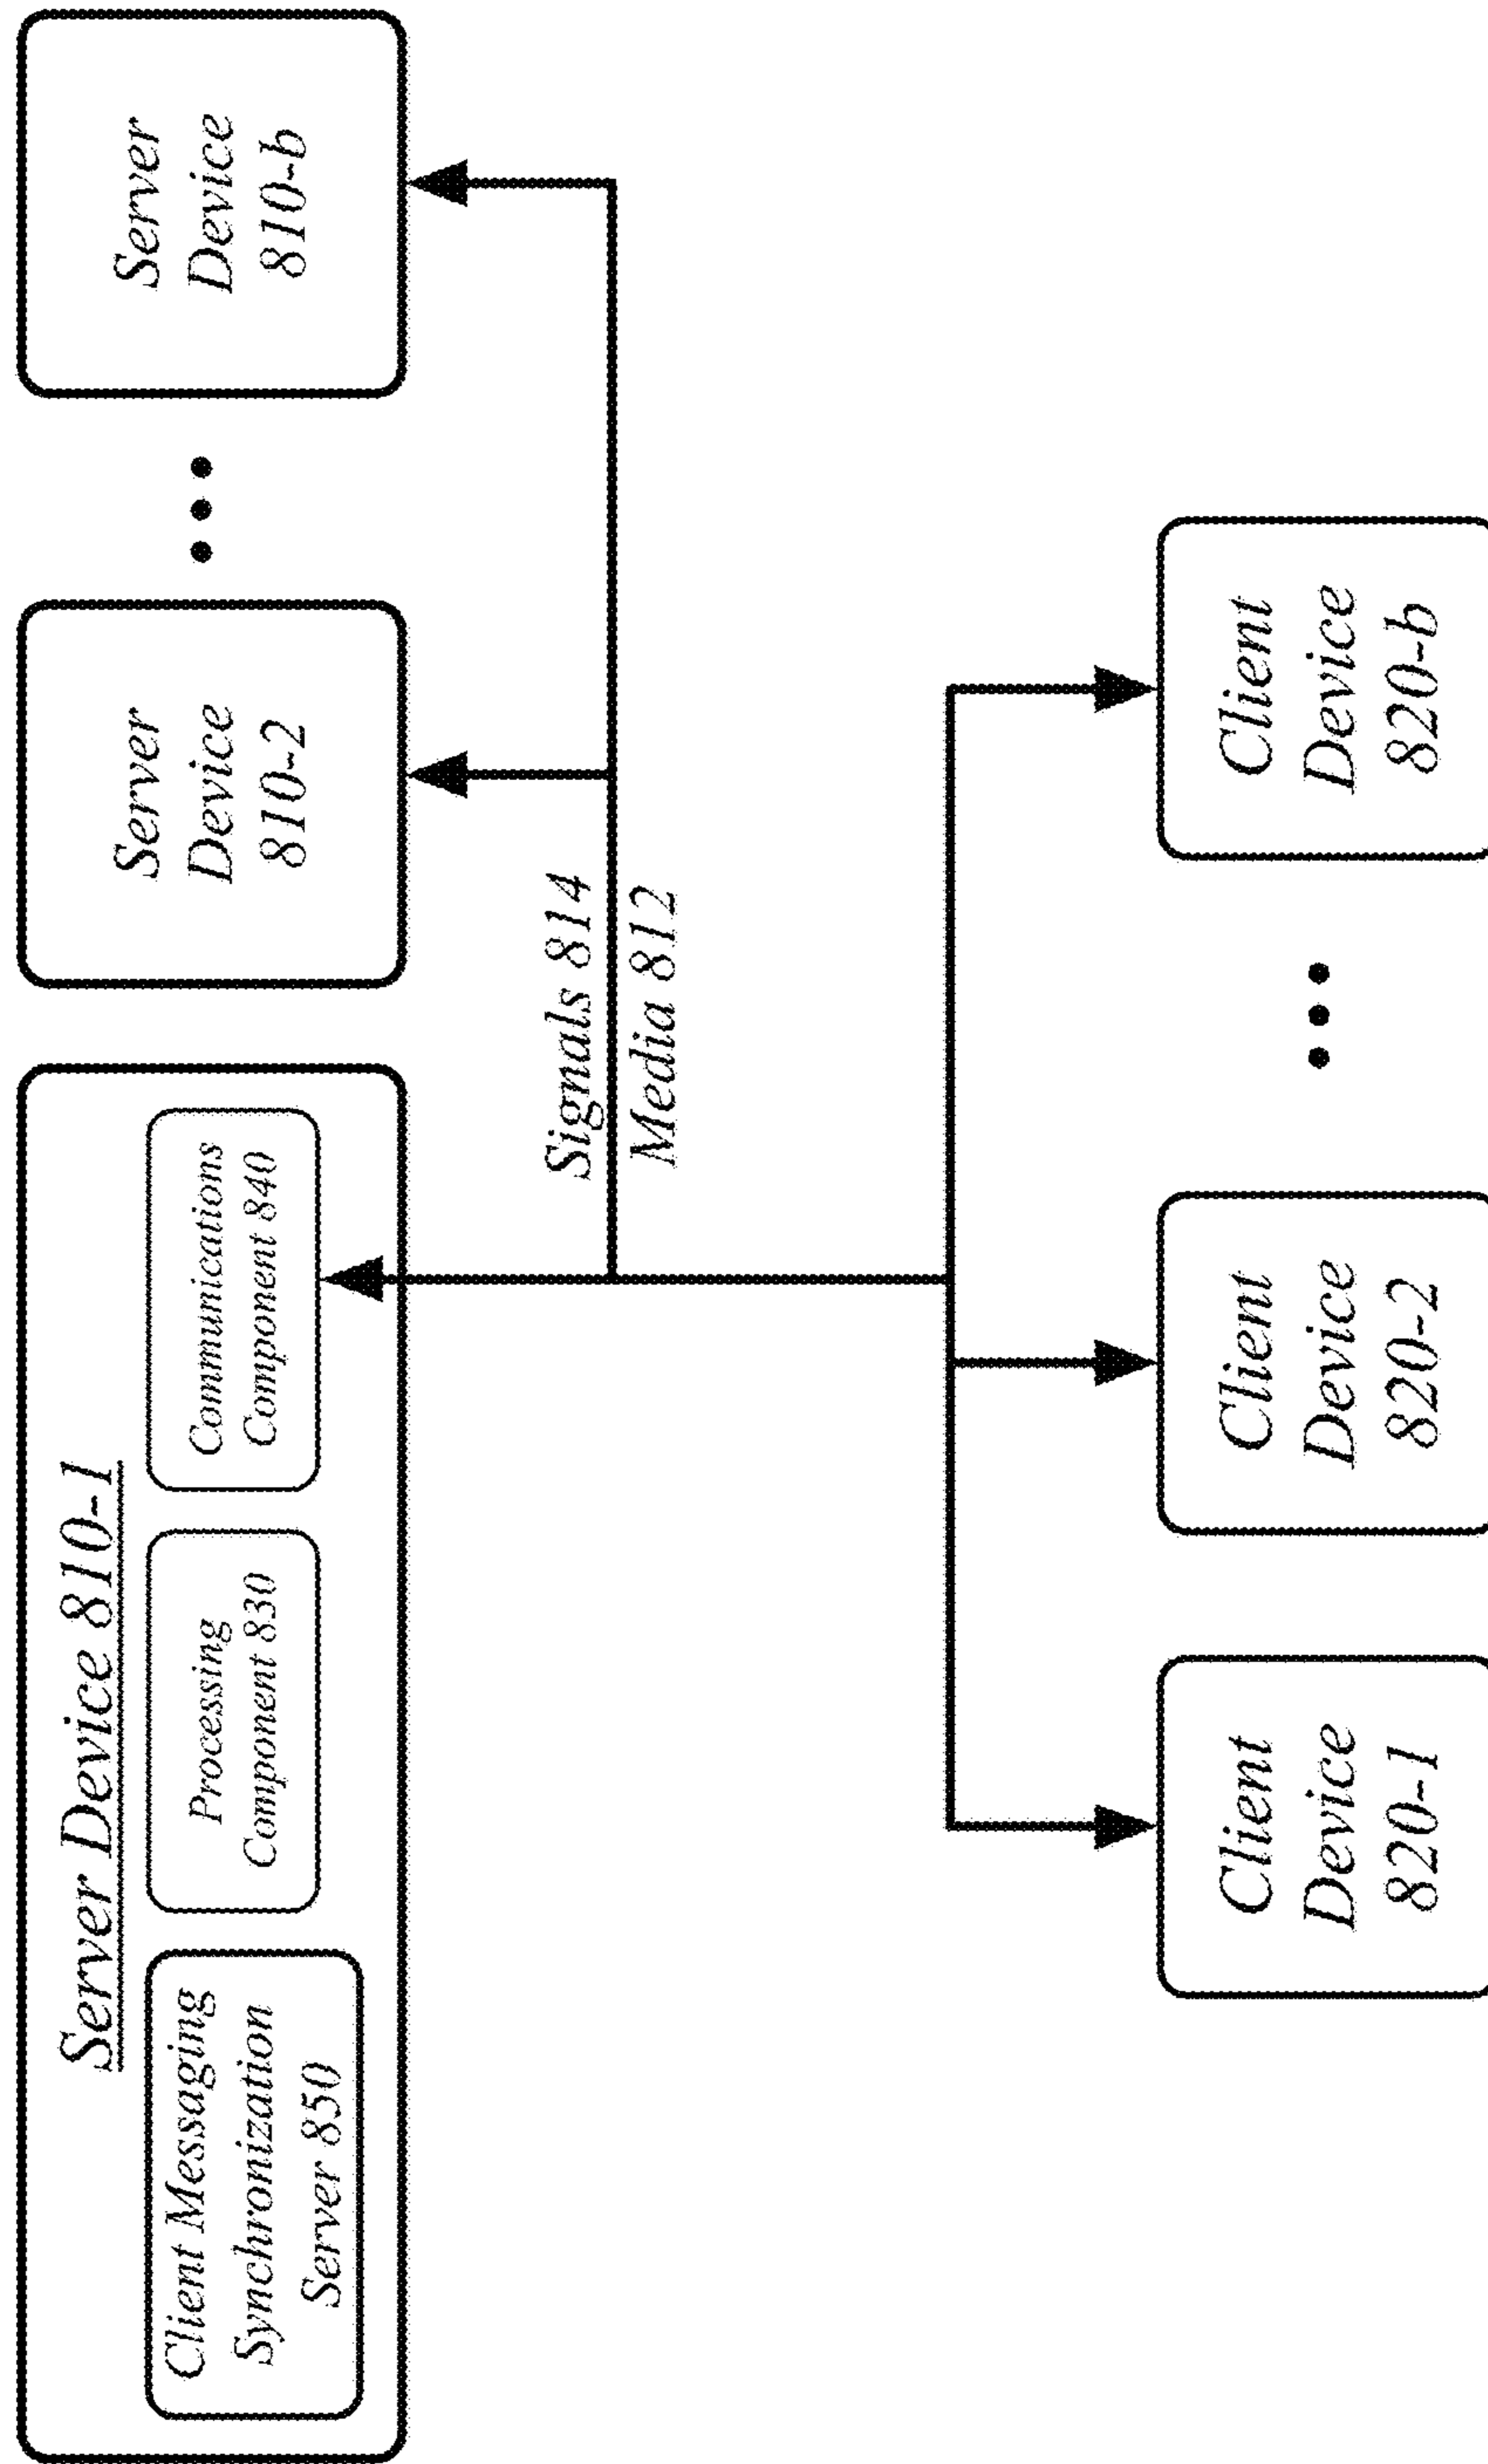 Server Device 810-1
Client Messaging
Synchronization
Server 850
Processing
Component 830
Communications
Component 840
Server
Device
810-2
Server
Device
810-b
Signals 814
Media 812
Client
Device
820-1
Client
Device
820-2
Client
Device
820-b